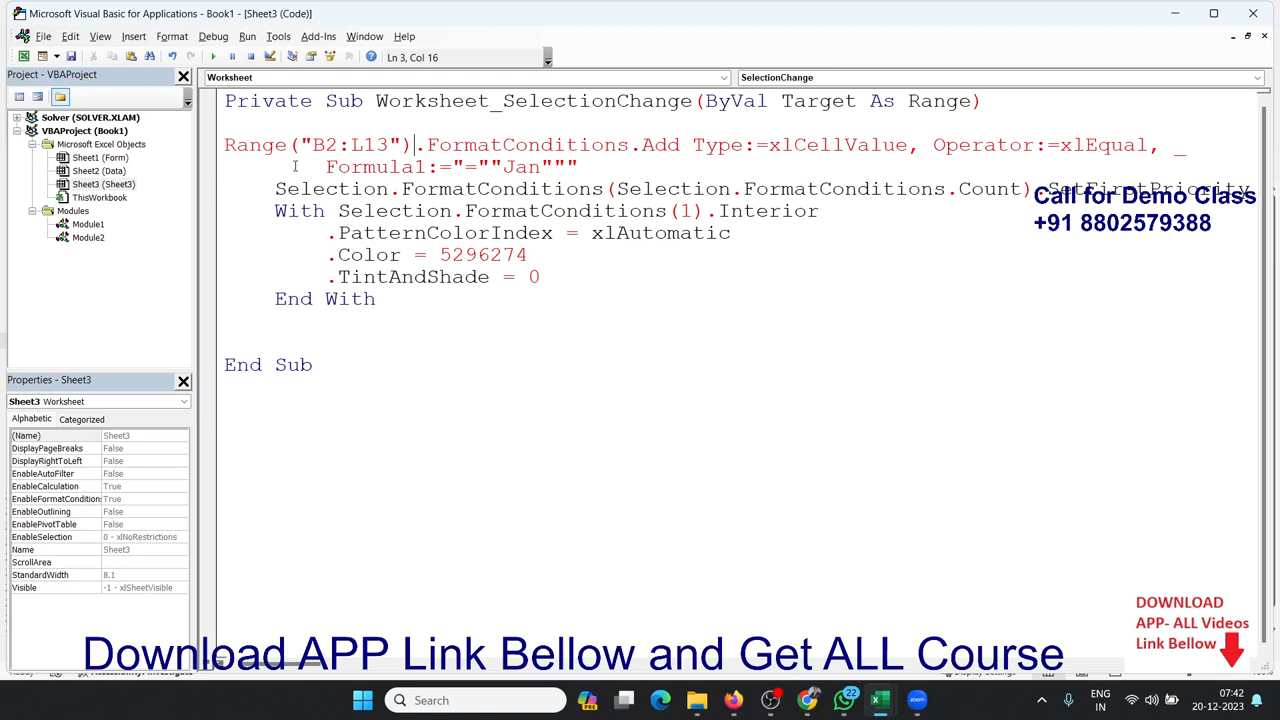 Microsoft Visual Basic for Applications - Book1 - [Sheet3 (Code)]
File Edit View Insert Format Debug Run Tools Add-Ins Window Help
Ln 3, Col 16
Project - VBAProject
Worksheet
SelectionChange
Solver (SOLVER.XLAM)
VBAProject (Book1)
Microsoft Excel Objects
Sheet1 (Form)
Sheet2 (Data)
Sheet3 (Sheet3)
ThisWorkbook
Modules
Module1
Module2
Private Sub Worksheet_SelectionChange(ByVal Target As Range)
Range("B2:L13").FormatConditions.Add Type:=xlCellValue, Operator:=xlEqual, _
Formula1:="=""Jan"""
Selection.FormatConditions(Selection.FormatConditions.Count).SetFirstPriority
With Selection.FormatConditions(1).Interior
.PatternColorIndex = xlAutomatic
.Color = 5296274
.TintAndShade = 0
End With
End Sub
Call for Demo Class
+91 8802579388
Properties - Sheet3
Sheet3 Worksheet
Alphabetic Categorized
(Name) Sheet3
DisplayPageBreaks False
DisplayRightToLeft False
EnableAutoFilter False
EnableCalculation True
EnableFormatConditions True
EnableOutlining False
EnablePivotTable False
EnableSelection 0 - xlNoRestrictions
Name Sheet3
ScrollArea
StandardWidth 8.1
Visible -1 - xlSheetVisible
DOWNLOAD
APP- ALL Videos
Link Bellow
Download APP Link Bellow and Get ALL Course
Search
22
ENG
IN
07:42
20-12-2023